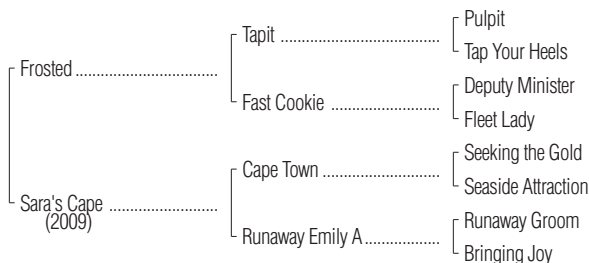 Pulpit
Tapit ........................................
Tap Your Heels
Frosted ...................................
Deputy Minister
Fast Cookie ...........................
Fleet Lady
Seeking the Gold
Cape Town .............................
Seaside Attraction
Sara's Cape ...........................
(2009)
Runaway Groom
Runaway Emily A ...................
Bringing Joy